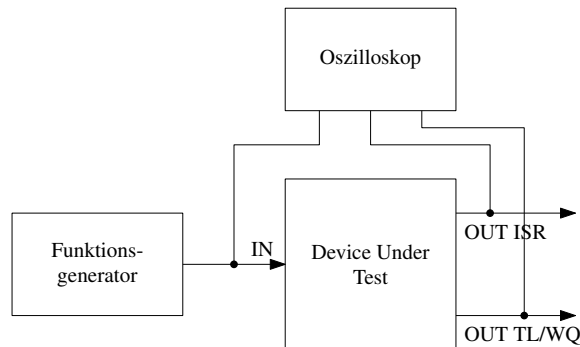 Oszilloskop
Funktions-
generator
IN
Device Under
Test
OUT ISR
OUT TL/WQ